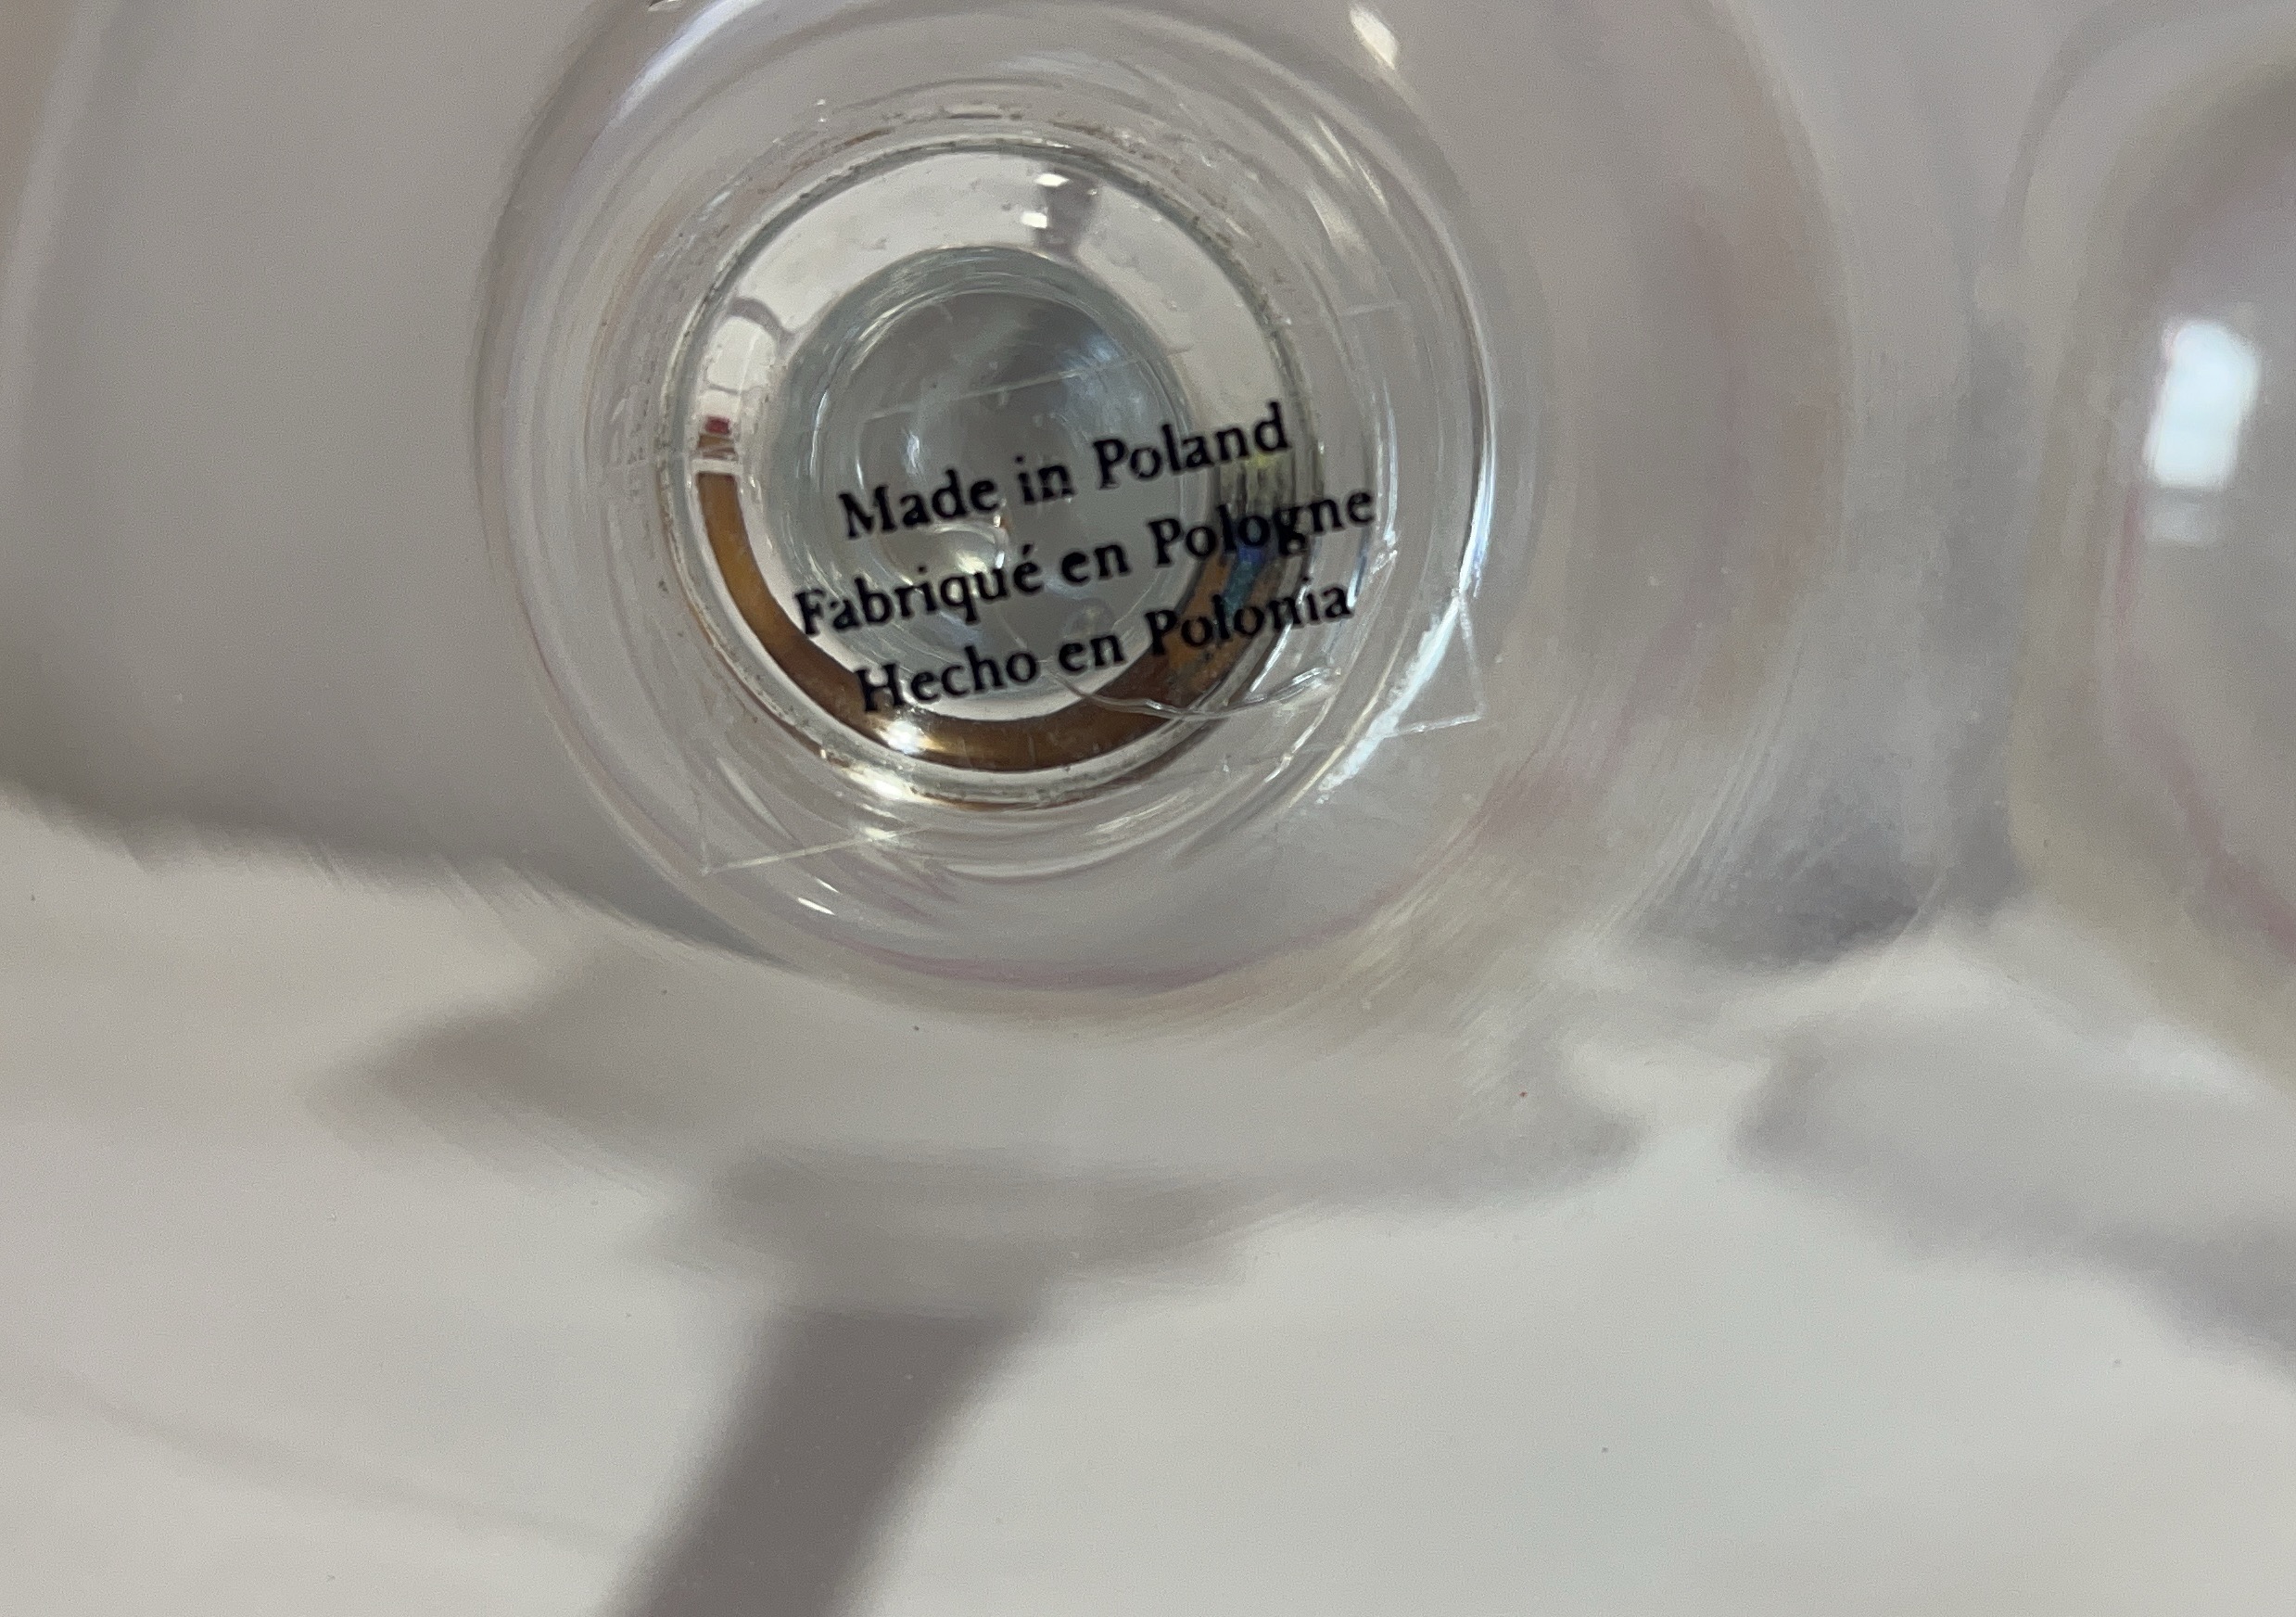 Made in Poland
Fabriqué en Pologne
Hecho en Polonia